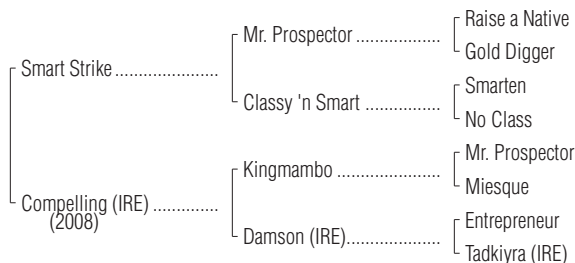 Raise a Native
Mr. Prospector ...................
Gold Digger
Smart Strike .......................
Smarten
Classy 'n Smart .................
No Class
Mr. Prospector
Kingmambo .......................
Miesque
Compelling (IRE) ..............
(2008)
Entrepreneur
Damson (IRE).....................
Tadkiyra (IRE)